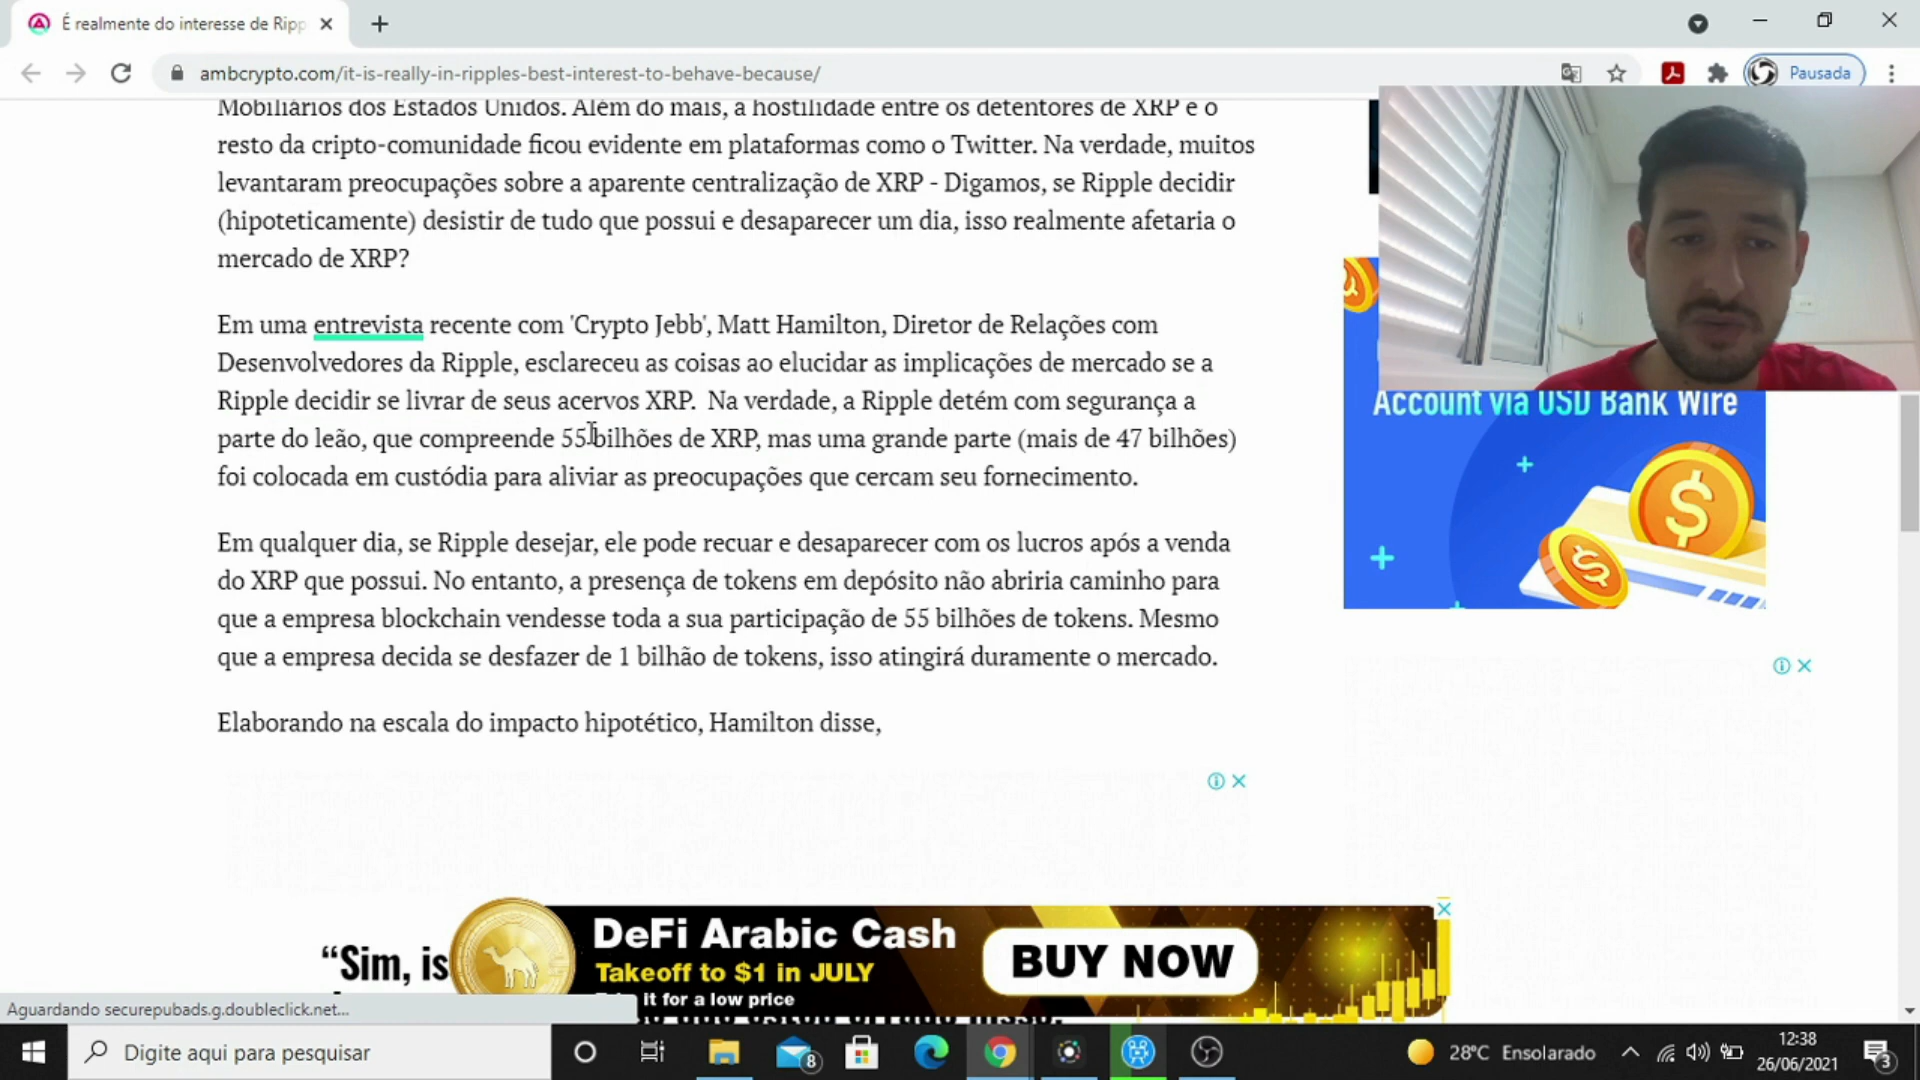 É realmente do interesse de Ripp
ambcrypto.com/it-is-really-in-ripples-best-interest-to-behave-because/
Pausada
Mobiliários dos Estados Unidos. Além do mais, a hostilidade entre os detentores de XRP e o
resto da cripto-comunidade ficou evidente em plataformas como o Twitter. Na verdade, muitos
levantaram preocupações sobre a aparente centralização de XRP - Digamos, se Ripple decidir
(hipoteticamente) desistir de tudo que possui e desaparecer um dia, isso realmente afetaria o
mercado de XRP?
Em uma entrevista recente com 'Crypto Jebb', Matt Hamilton, Diretor de Relações com
Desenvolvedores da Ripple, esclareceu as coisas ao elucidar as implicações de mercado se a
Ripple decidir se livrar de seus acervos XRP. Na verdade, a Ripple detém com segurança a
parte do leão, que compreende 55 bilhões de XRP, mas uma grande parte (mais de 47 bilhões)
foi colocada em custódia para aliviar as preocupações que cercam seu fornecimento.
Em qualquer dia, se Ripple desejar, ele pode recuar e desaparecer com os lucros após a venda
do XRP que possui. No entanto, a presença de tokens em depósito não abriria caminho para
que a empresa blockchain vendesse toda a sua participação de 55 bilhões de tokens. Mesmo
que a empresa decida se desfazer de 1 bilhão de tokens, isso atingirá duramente o mercado.
Elaborando na escala do impacto hipotético, Hamilton disse,
Account via USD Bank Wire
“Sim, is
DeFi Arabic Cash
Takeoff to $1 in JULY
it for a low price
BUY NOW
Aguardando securepubads.g.doubleclick.net...
Digite aqui para pesquisar
8
28°C Ensolarado
12:38
26/06/2021
3